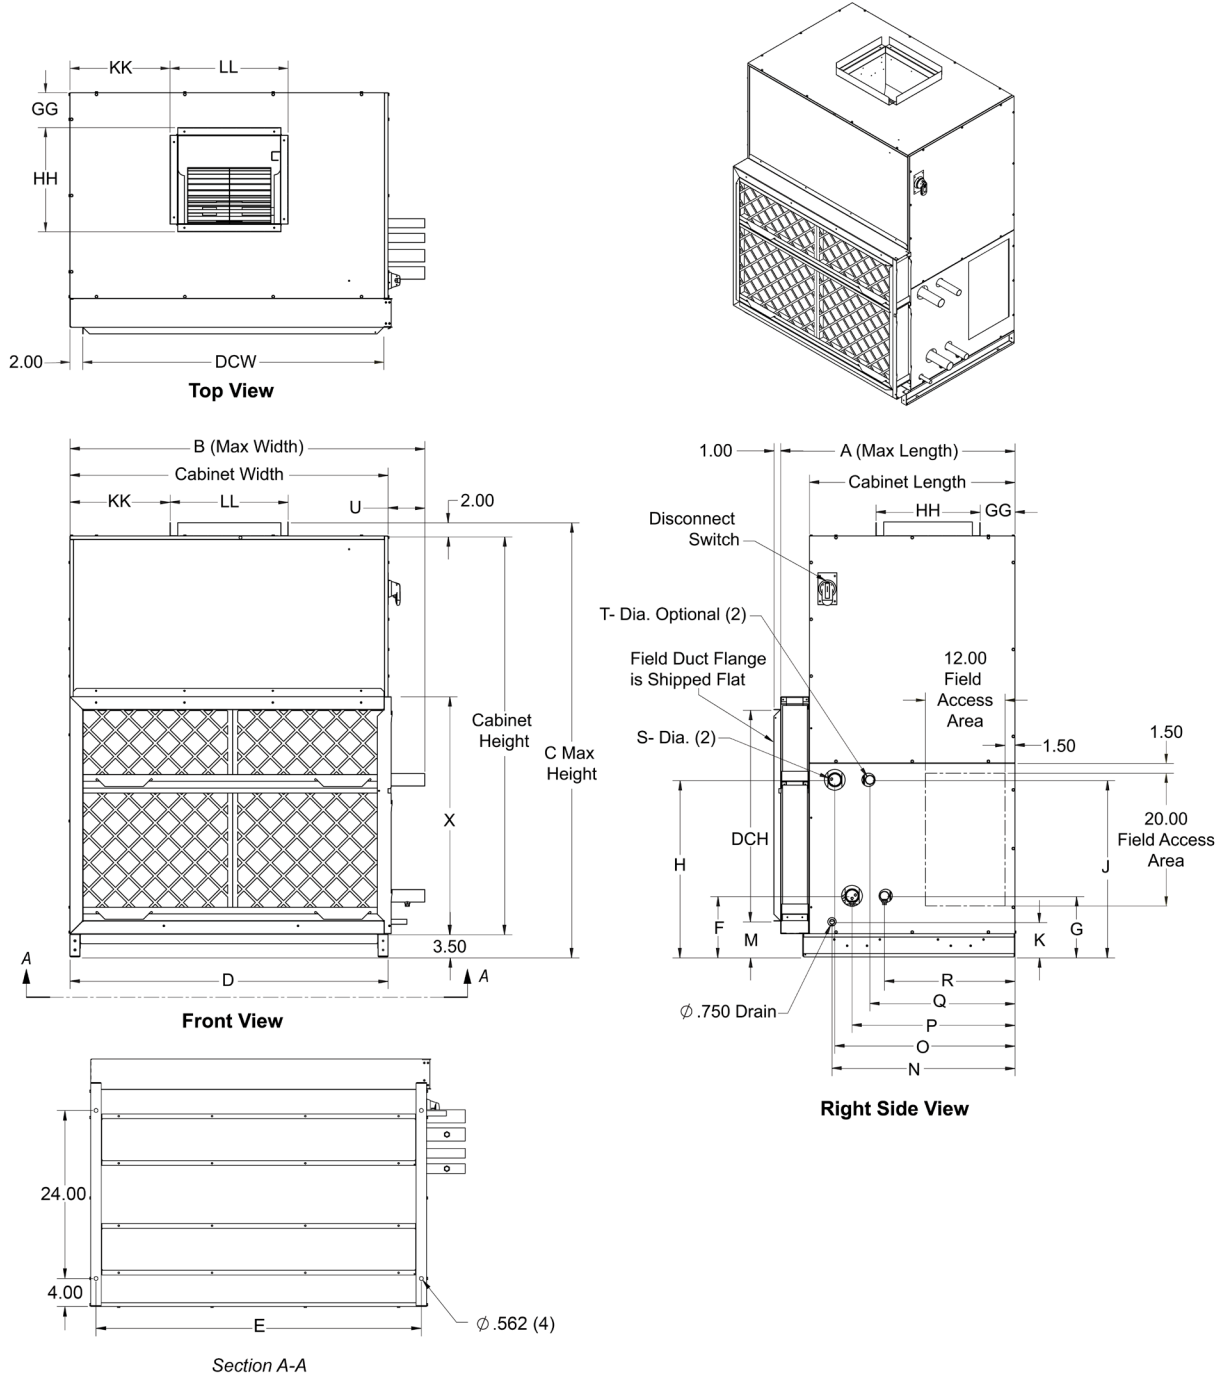 KK
LL
GG
HH
2.00
DCW
Top View
B (Max Width)
Cabinet Width
KK
LL
U
2.00
Cabinet
Height
C Max
Height
X
3.50
A
A
D
Front View
24.00
4.00
E
Ø .562 (4)
Section A-A
1.00
A (Max Length)
Cabinet Length
HH
GG
Disconnect
Switch
T- Dia. Optional (2)
Field Duct Flange
is Shipped Flat
12.00
Field
Access
Area
S- Dia. (2)
1.50
1.50
20.00
Field Access
Area
DCH
H
J
F
M
K
G
Ø .750 Drain
R
Q
P
O
N
Right Side View